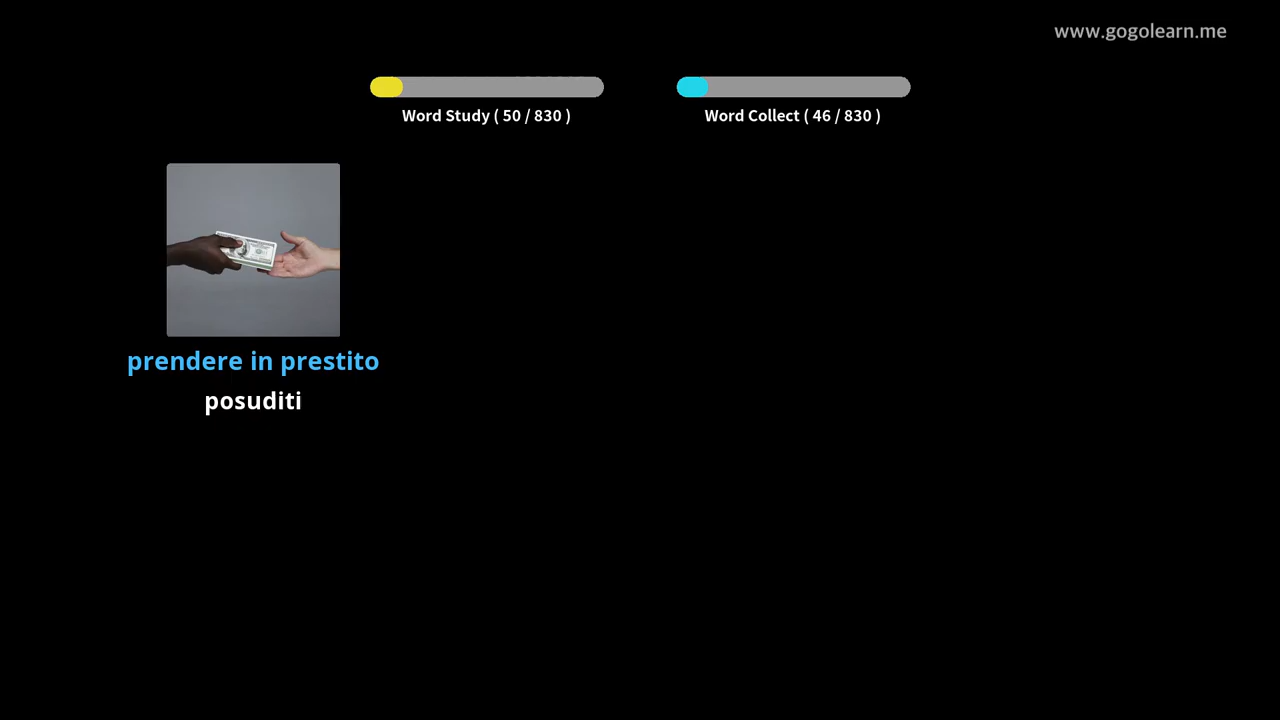 www.gogolearn.me
Word Study ( 50 / 830 )
Word Collect ( 46 / 830 )
prendere in prestito
posuditi